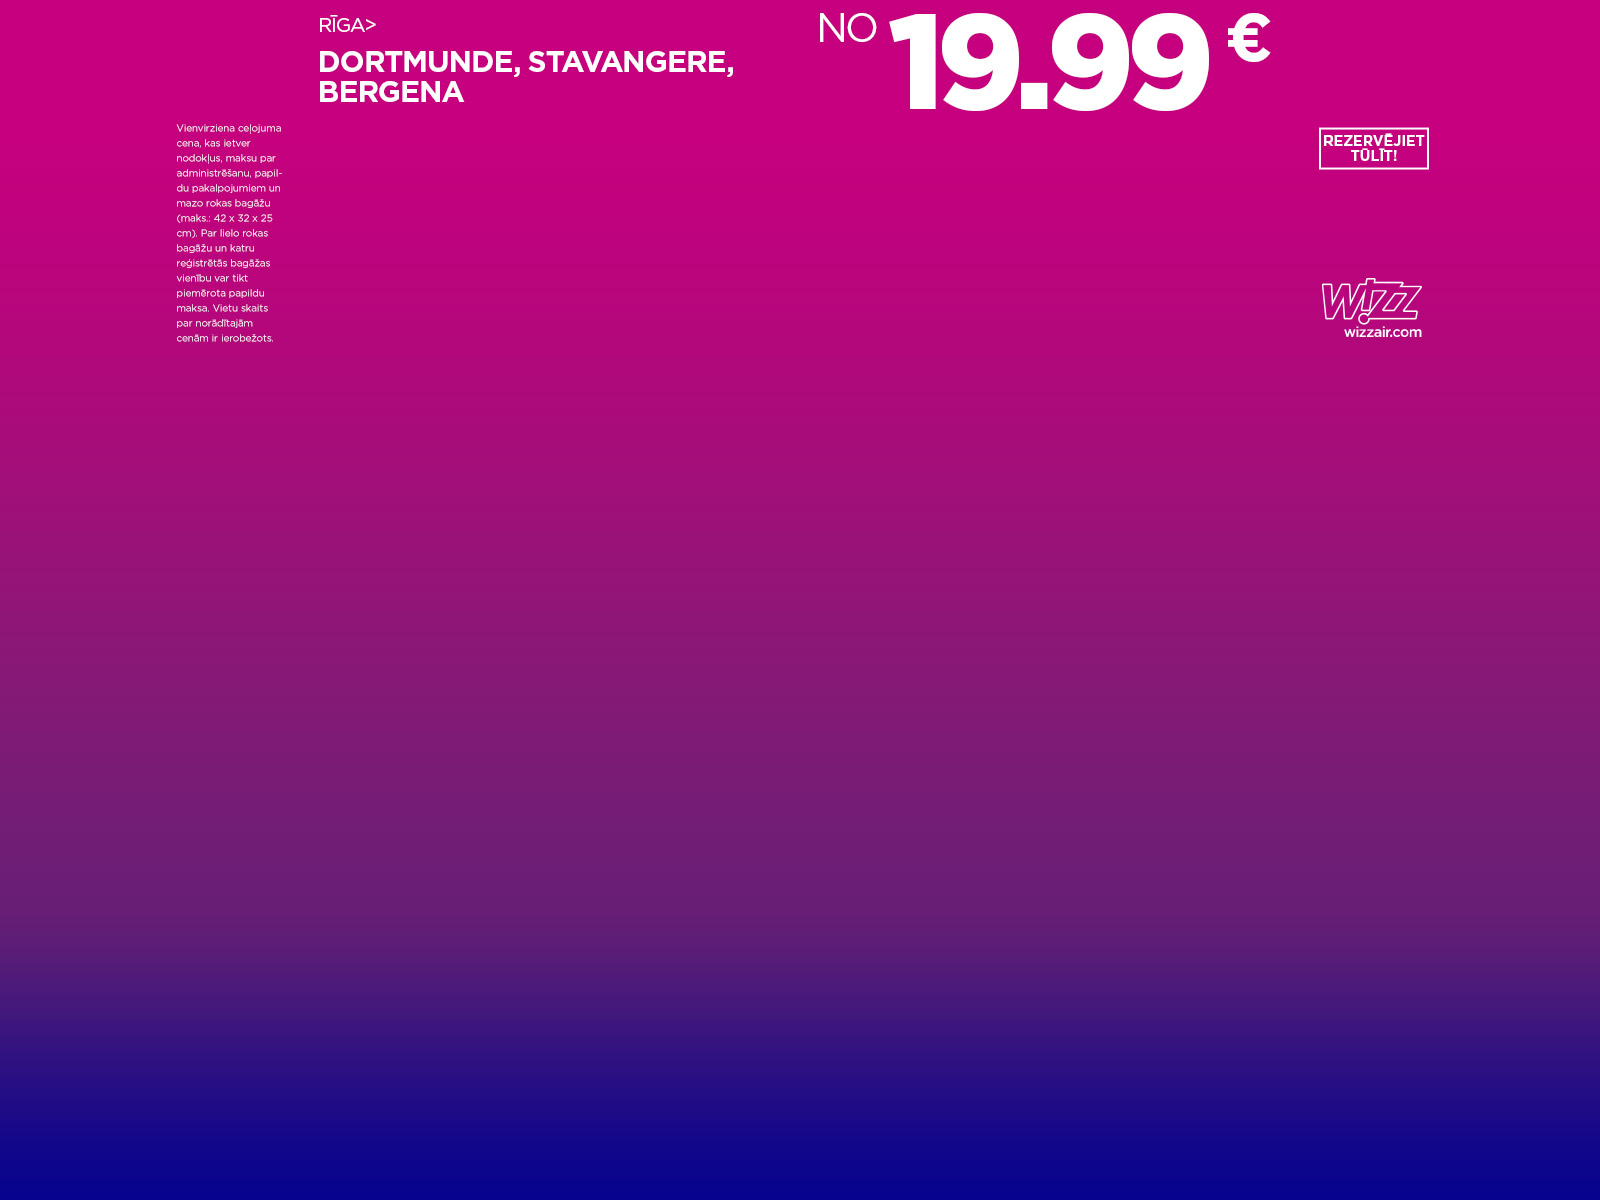 RĪGA>
DORTMUNDE, STAVANGERE,
BERGENA
NO 19.99 €
Vienvirziena ceļojuma
cena, kas ietver
nodokļus, maksu par
administrēšanu, papil-
du pakalpojumiem un
mazo rokas bagāžu
(maks.: 42 x 32 x 25
cm). Par lielo rokas
bagāžu un katru
reģistrētās bagāžas
vienību var tikt
piemērota papildu
maksa. Vietu skaits
par norādītajām
cenām ir ierobežots.
REZERVĒJIET
TŪLĪT!
WIZZ
wizzair.com